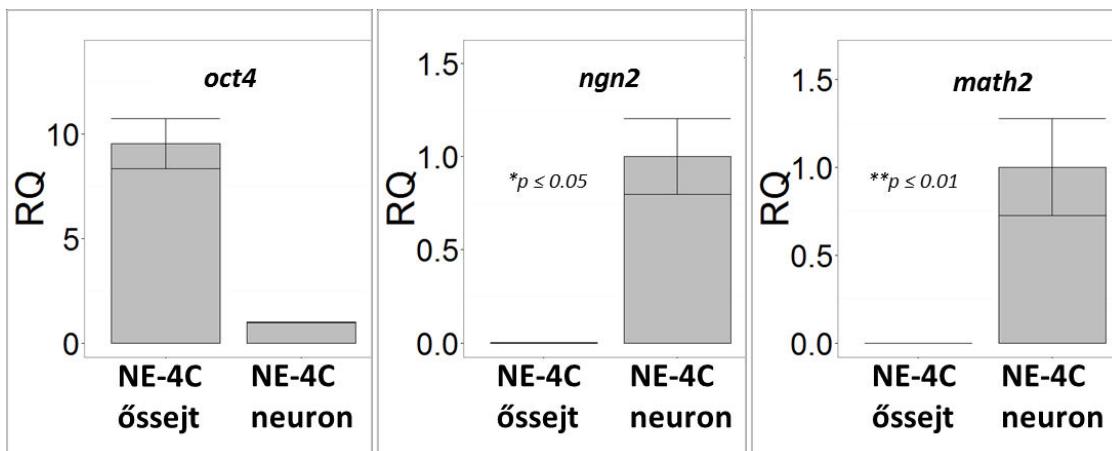 oct4
RQ
10
5
0
NE-4C NE-4C
őssejt neuron
ngn2
RQ
1.5
1.0
0.5
0.0
*p ≤ 0.05
NE-4C NE-4C
őssejt neuron
math2
RQ
1.5
1.0
0.5
0.0
**p ≤ 0.01
NE-4C NE-4C
őssejt neuron